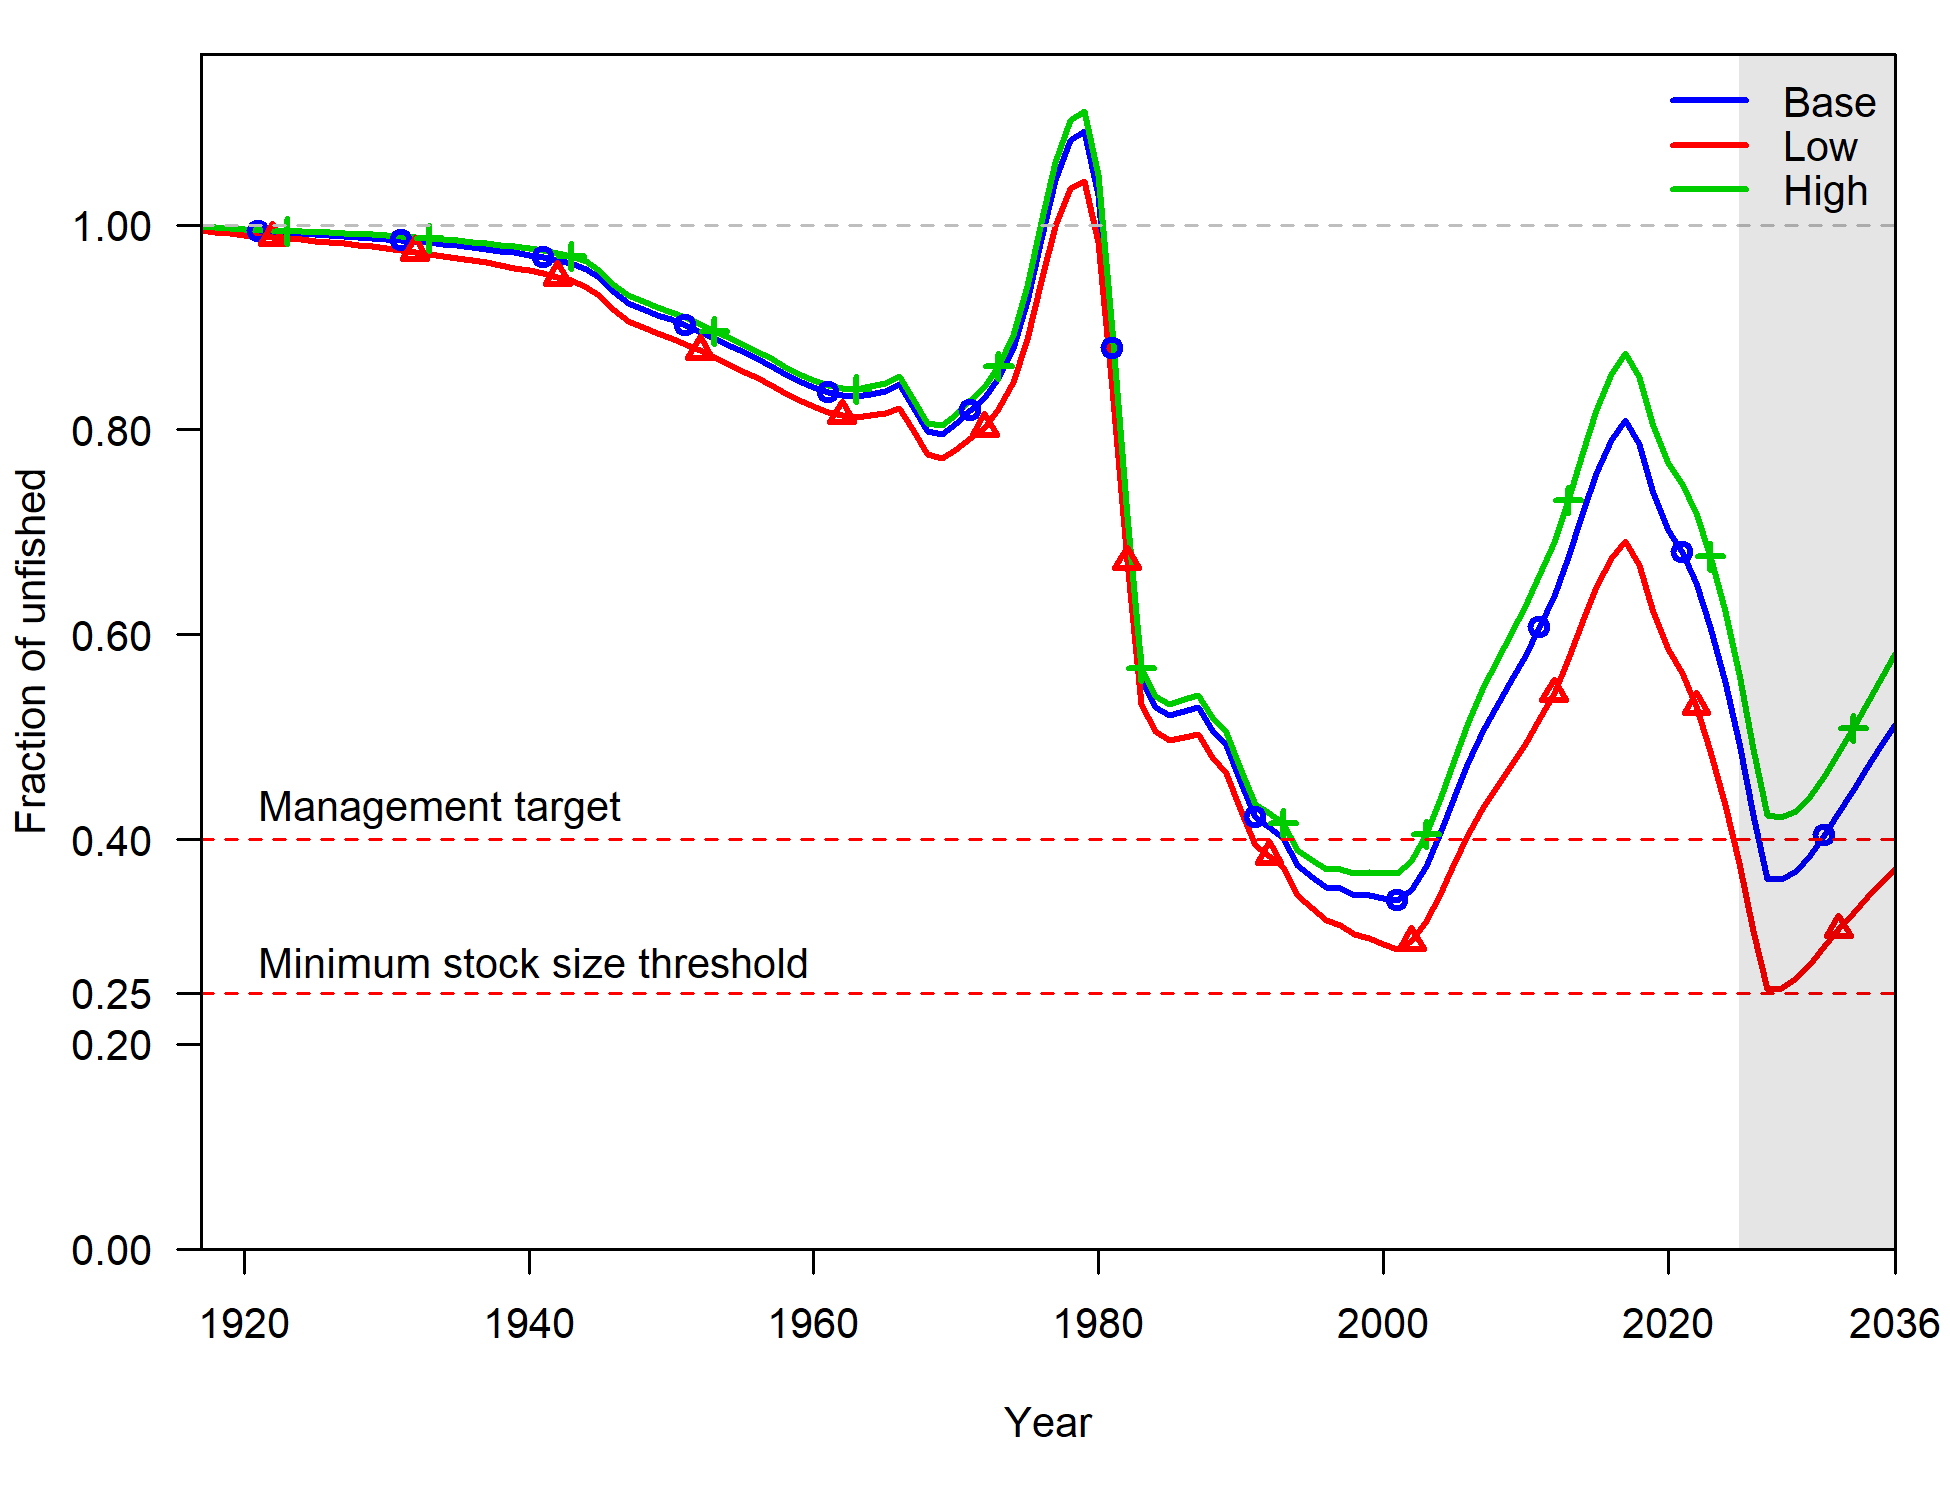 Base
Low
High
1.00
0.80
0.60
Fraction of unfished
Management target
0.40
Minimum stock size threshold
0.25
0.20
0.00
1920 1940 1960 1980 2000 2020 2036
Year